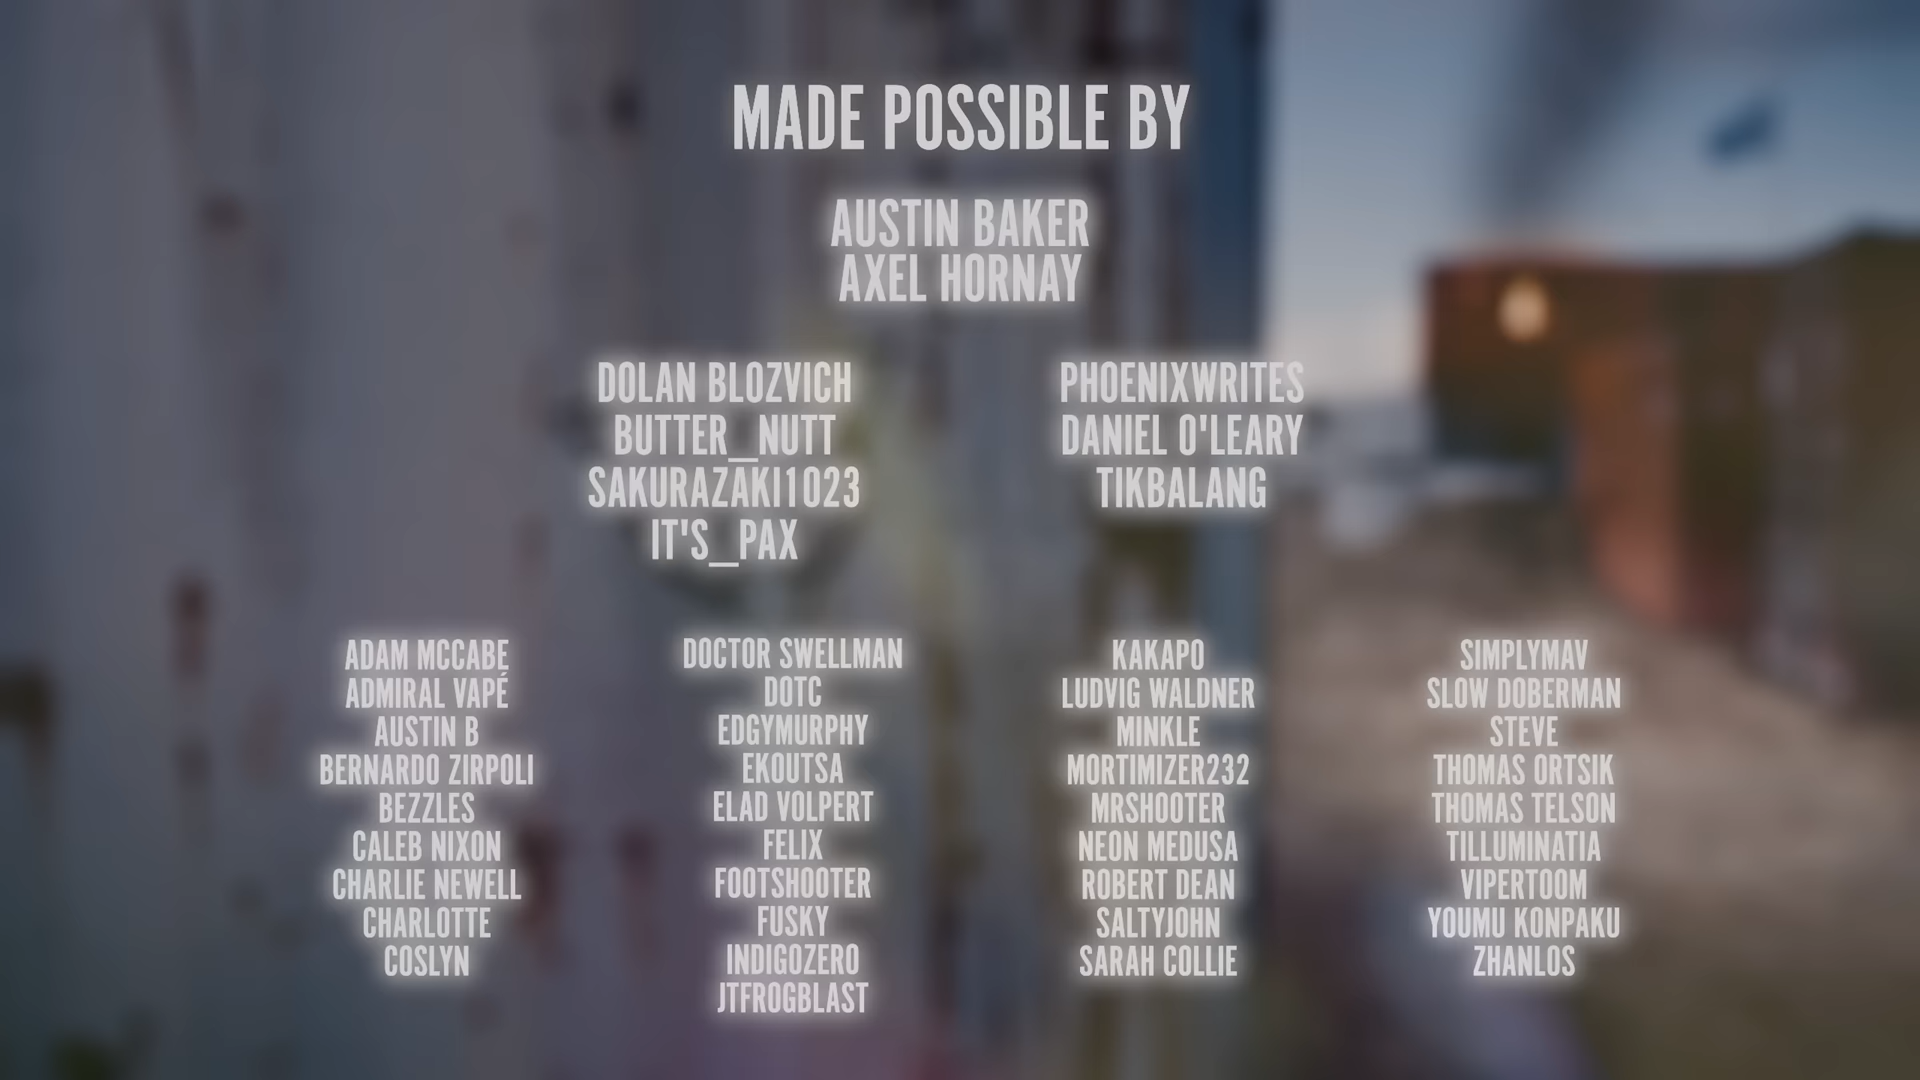 MADE POSSIBLE BY
AUSTIN BAKER
AXEL HORNAY
DOLAN BLOZVICH
BUTTER_NUTT
SAKURAZAKI1023
IT'S_PAX
PHOENIXWRITES
DANIEL O'LEARY
TIKBALANG
ADAM MCCABE
ADMIRAL VAPÉ
AUSTIN B
BERNARDO ZIRPOLI
BEZZLES
CALEB NIXON
CHARLIE NEWELL
CHARLOTTE
COSLYN
DOCTOR SWELLMAN
DOTC
EDGYMURPHY
EKOUTSA
ELAD VOLPERT
FELIX
FOOTSHOOTER
FUSKY
INDIGOZERO
JTFROGBLAST
KAKAPO
LUDVIG WALDNER
MINKLE
MORTIMIZER232
MRSHOOTER
NEON MEDUSA
ROBERT DEAN
SALTYJOHN
SARAH COLLIE
SIMPLYMAV
SLOW DOBERMAN
STEVE
THOMAS ORTSIK
THOMAS TELSON
TILLUMINATIA
VIPERTOOM
YOUMU KONPAKU
ZHANLOS